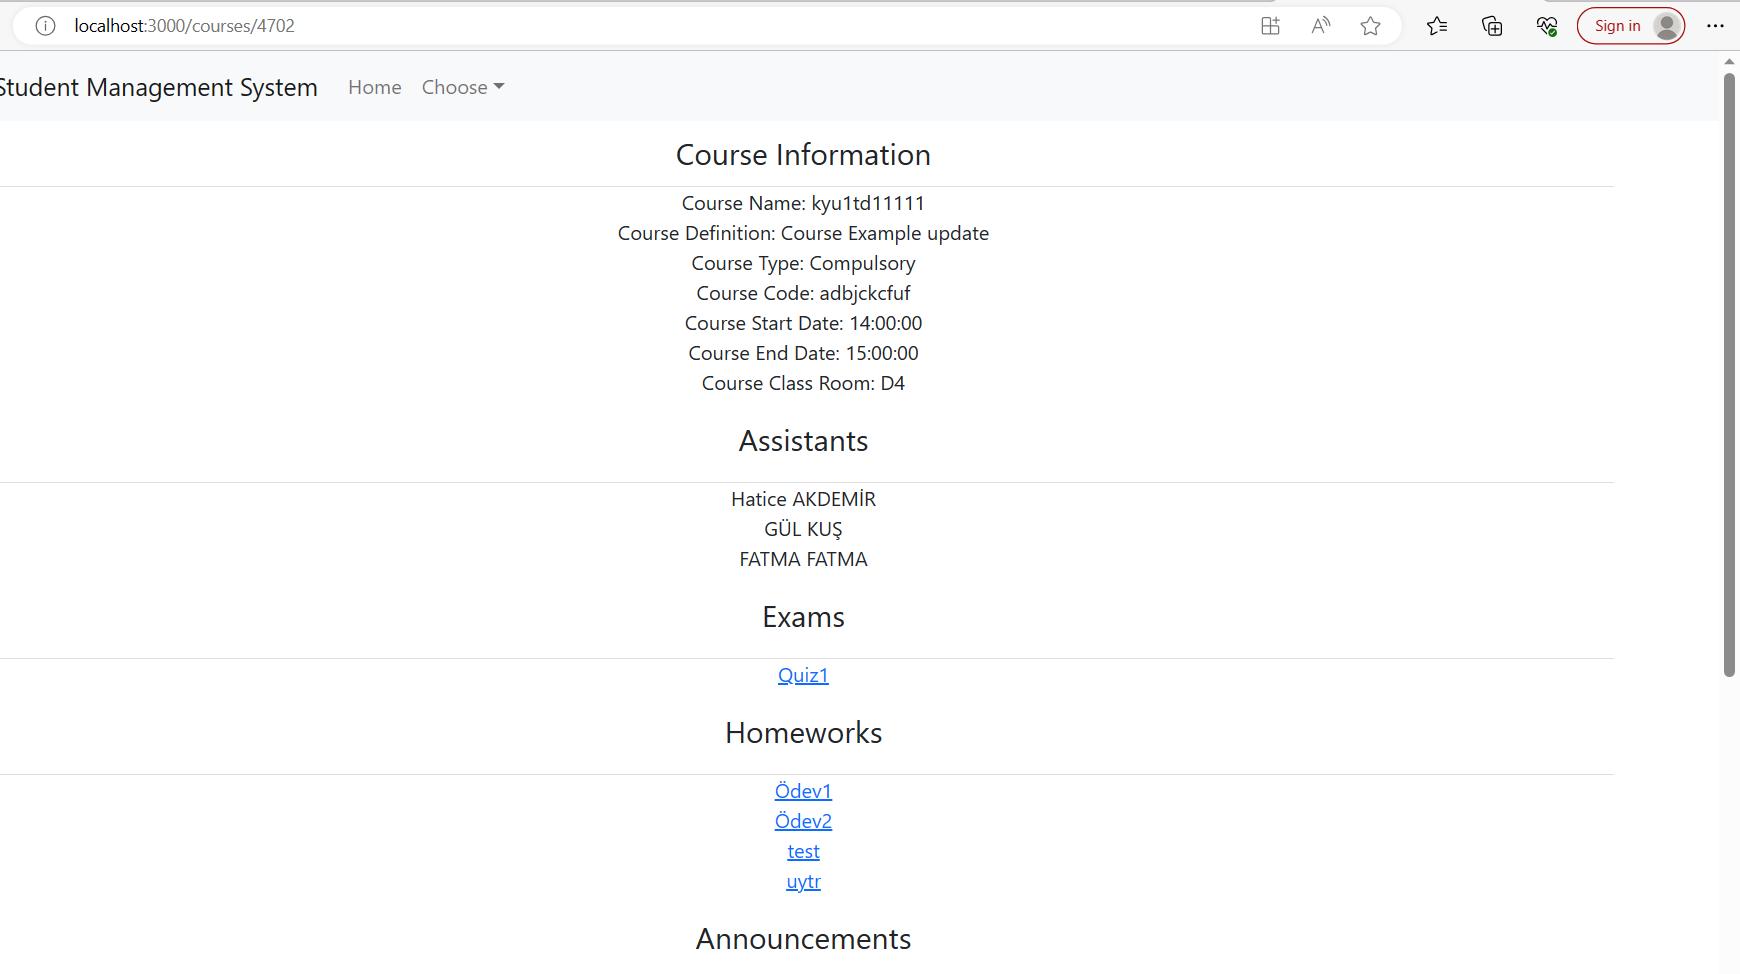 localhost:3000/courses/4702
Sign in
Student Management System Home Choose
Course Information
Course Name: kyu1td11111
Course Definition: Course Example update
Course Type: Compulsory
Course Code: adbjckcfuf
Course Start Date: 14:00:00
Course End Date: 15:00:00
Course Class Room: D4
Assistants
Hatice AKDEMİR
GÜL KUŞ
FATMA FATMA
Exams
Quiz1
Homeworks
Ödev1
Ödev2
test
uytr
Announcements